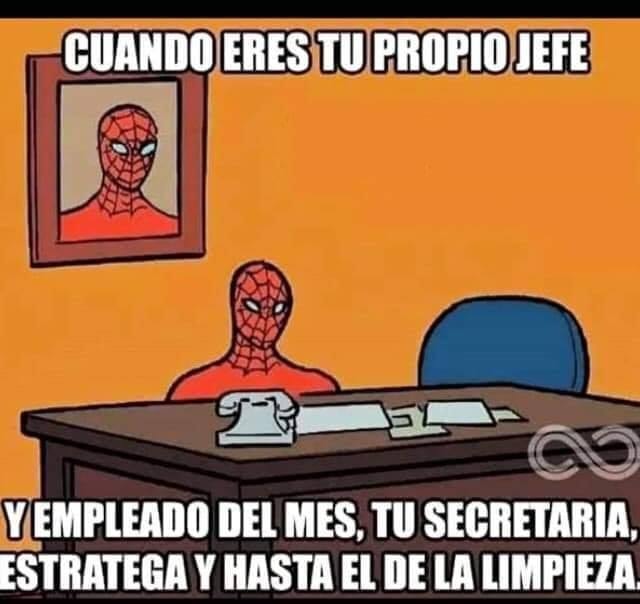 CUANDO ERES TU PROPIO JEFE
Y EMPLEADO DEL MES, TU SECRETARIA,
ESTRATEGA Y HASTA EL DE LA LIMPIEZA.